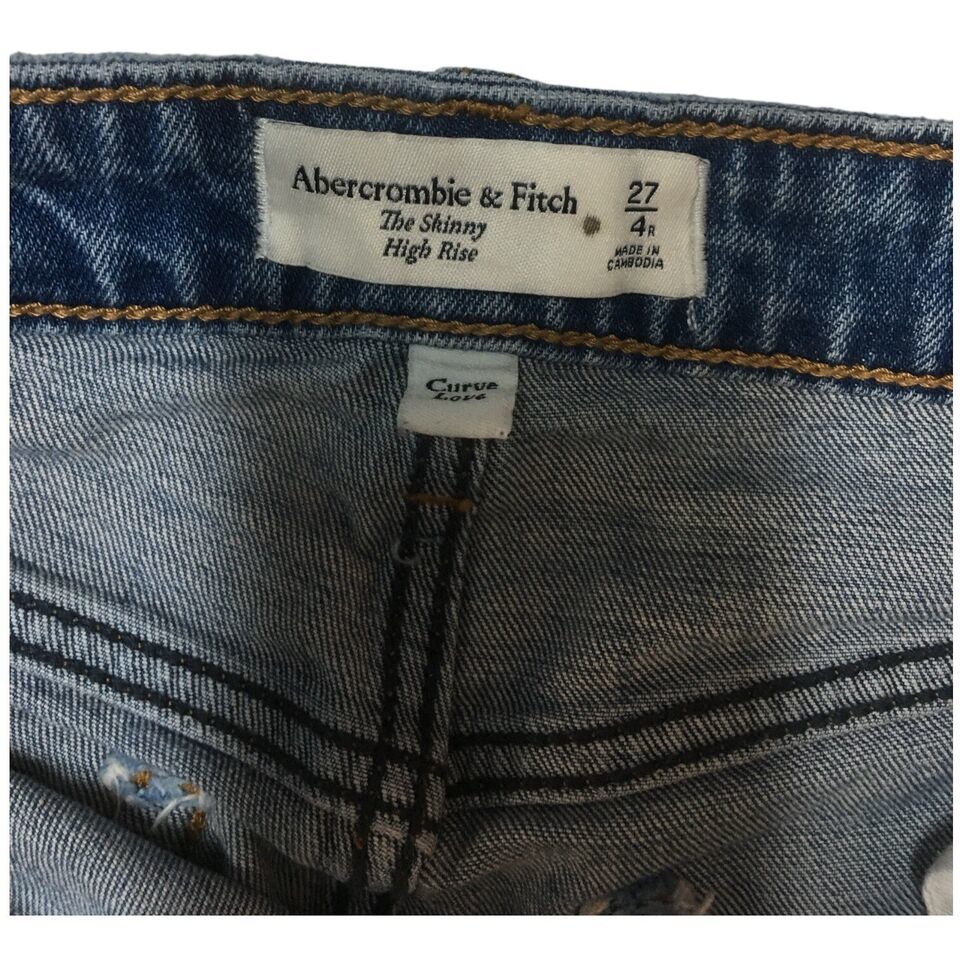 Abercrombie & Fitch
The Skinny
High Rise
27
4R
MADE IN
CAMBODIA
Curve
Love